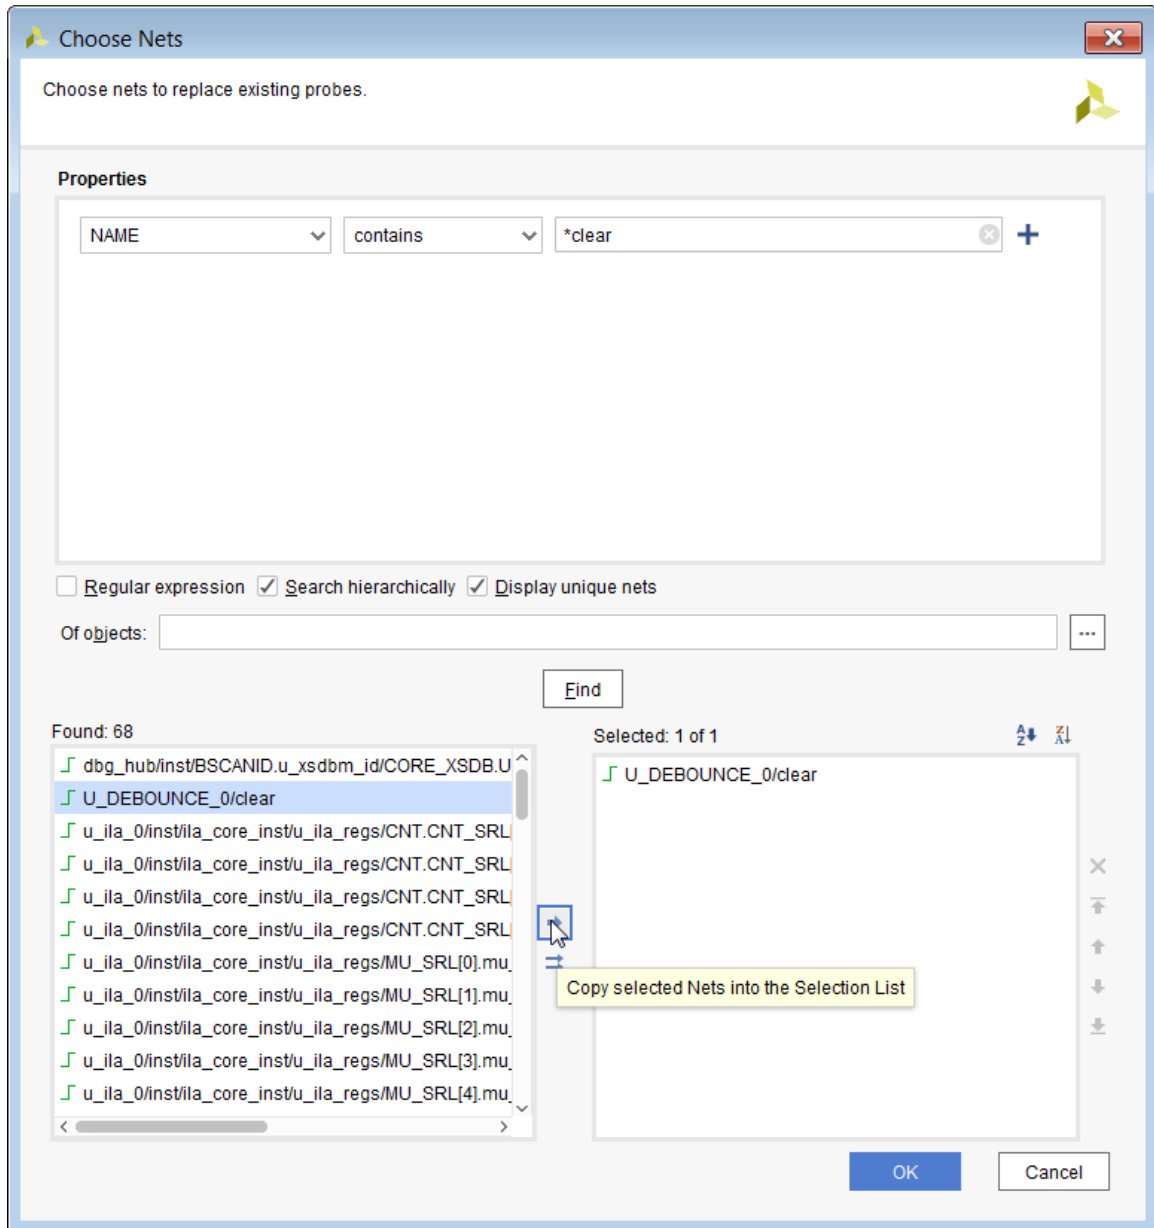 Choose Nets
Choose nets to replace existing probes.
Properties
NAME contains *clear
Regular expression Search hierarchically Display unique nets
Of objects: ...
Find
Found: 68
Selected: 1 of 1
dbg_hub/inst/BSCANID.u_xsdbm_id/CORE_XSDB.U
U_DEBOUNCE_0/clear
u_ila_0/inst/ila_core_inst/u_ila_regs/CNT.CNT_SRL[
u_ila_0/inst/ila_core_inst/u_ila_regs/CNT.CNT_SRL[
u_ila_0/inst/ila_core_inst/u_ila_regs/CNT.CNT_SRL[
u_ila_0/inst/ila_core_inst/u_ila_regs/CNT.CNT_SRL[
u_ila_0/inst/ila_core_inst/u_ila_regs/MU_SRL[0].mu_
u_ila_0/inst/ila_core_inst/u_ila_regs/MU_SRL[1].mu_
u_ila_0/inst/ila_core_inst/u_ila_regs/MU_SRL[2].mu_
u_ila_0/inst/ila_core_inst/u_ila_regs/MU_SRL[3].mu_
u_ila_0/inst/ila_core_inst/u_ila_regs/MU_SRL[4].mu_
U_DEBOUNCE_0/clear
Copy selected Nets into the Selection List
OK Cancel